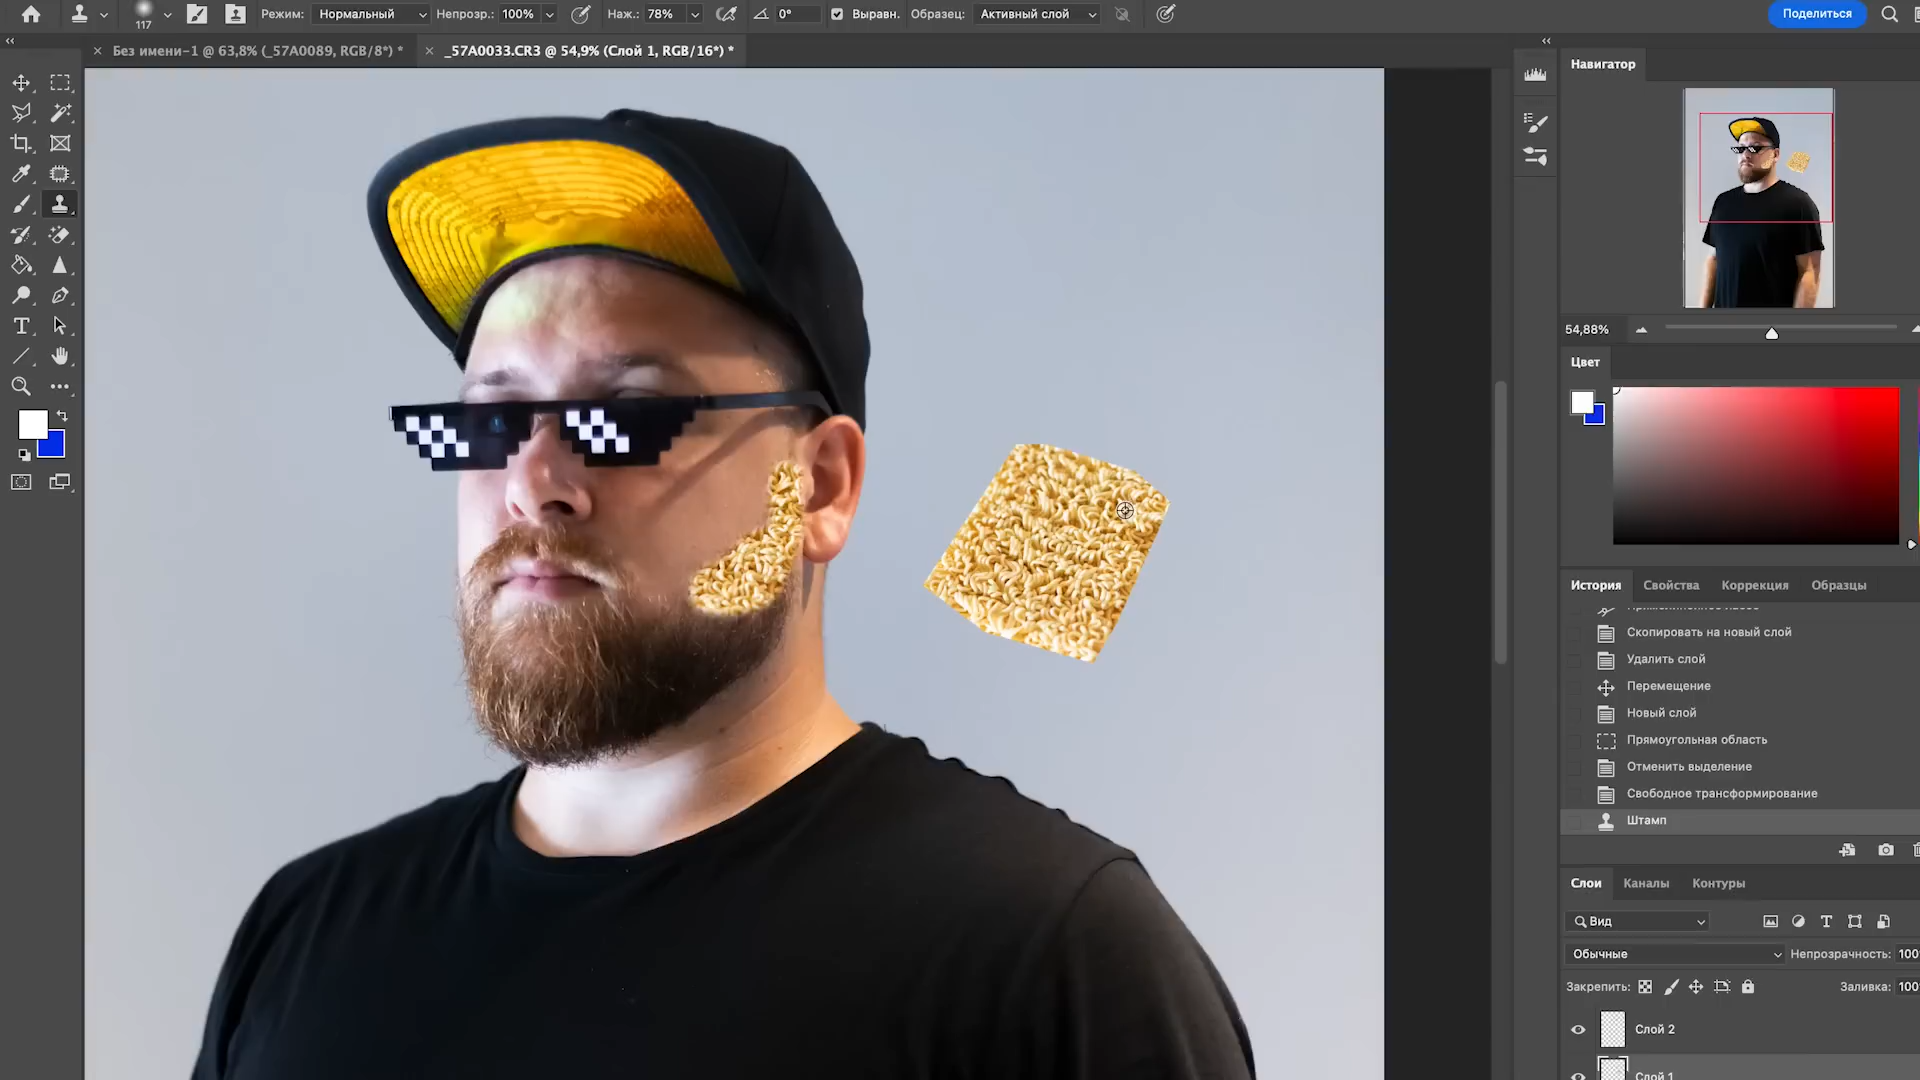 117 Режим: Нормальный Непрозр.: 100% Наж.: 78% 0° Выравн. Образец: Активный слой Поделиться
Без имени-1 @ 63,8% (_57A0089, RGB/8*) *
_57A0033.CR3 @ 54,9% (Слой 1, RGB/16*) *
Навигатор
54,88%
Цвет
История Свойства Коррекция Образцы
Скопировать на новый слой
Удалить слой
Перемещение
Новый слой
Прямоугольная область
Отменить выделение
Свободное трансформирование
Штамп
Слои Каналы Контуры
Вид
Обычные Непрозрачность: 100
Закрепить: Заливка: 100
Слой 2
Слой 1